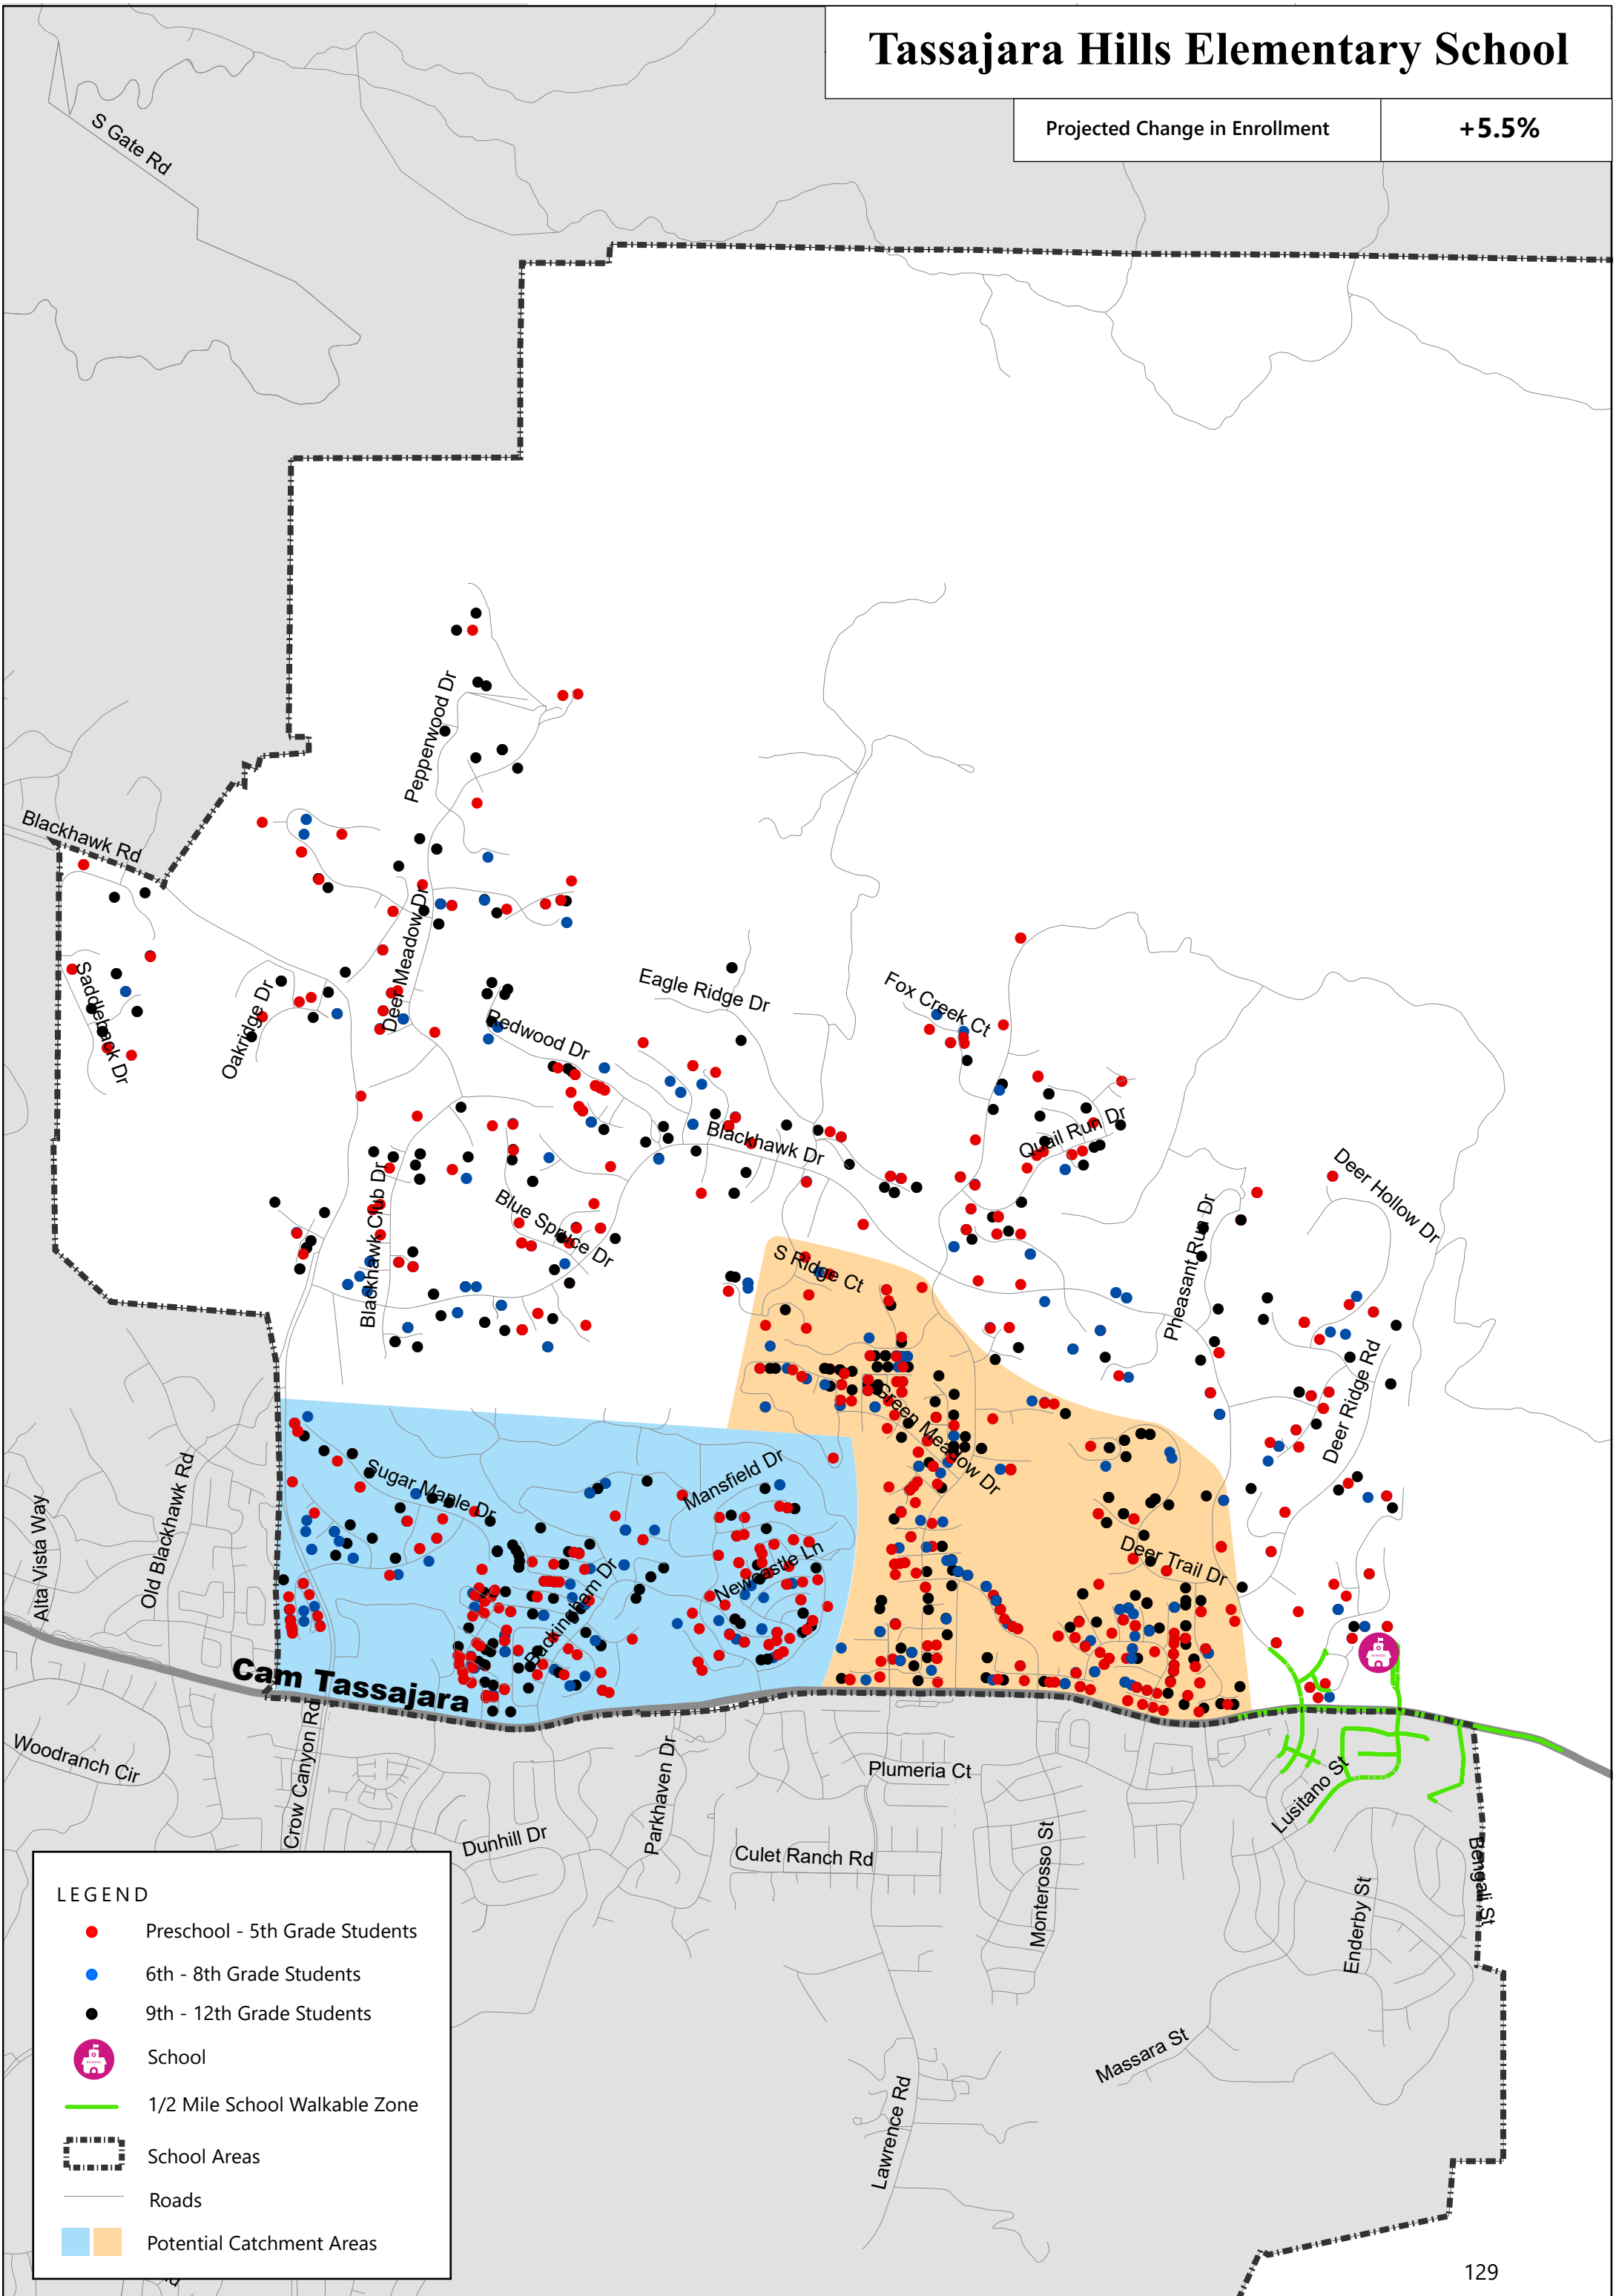 Tassajara Hills Elementary School
Projected Change in Enrollment
+5.5%
S Gate Rd
Pepperwood Dr
Blackhawk Rd
Deer Meadow Dr
Saddleback Dr
Oakridge Dr
Redwood Dr
Eagle Ridge Dr
Fox Creek Ct
Blackhawk Dr
Quail Run Dr
Deer Hollow Dr
Blackhawk Club Dr
Blue Spruce Dr
Pheasant Run Dr
S Ridge Ct
Deer Ridge Rd
Green Meadow Dr
Alta Vista Way
Old Blackhawk Rd
Sugar Maple Dr
Mansfield Dr
Newcastle Ln
Deer Trail Dr
Buckingham Dr
Cam Tassajara
Woodranch Cir
Crow Canyon Rd
Dunhill Dr
Parkhaven Dr
Plumeria Ct
Culet Ranch Rd
Monterosso St
Lusitano St
Enderby St
Bengali St
Massara St
Lawrence Rd
LEGEND
Preschool - 5th Grade Students
6th - 8th Grade Students
9th - 12th Grade Students
SCHOOL
School
1/2 Mile School Walkable Zone
School Areas
Roads
Potential Catchment Areas
129